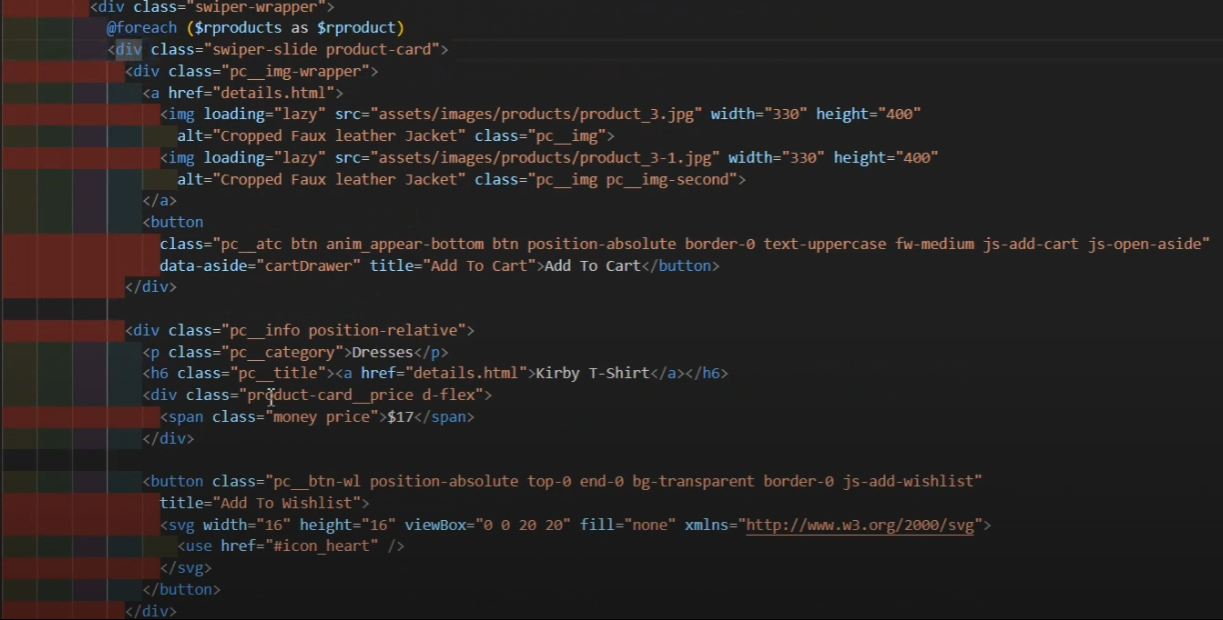 <div class="swiper-wrapper">
@foreach ($rproducts as $rproduct)
<div class="swiper-slide product-card">
<div class="pc__img-wrapper">
<a href="details.html">
<img loading="lazy" src="assets/images/products/product_3.jpg" width="330" height="400"
alt="Cropped Faux leather Jacket" class="pc__img">
<img loading="lazy" src="assets/images/products/product_3-1.jpg" width="330" height="400"
alt="Cropped Faux leather Jacket" class="pc__img pc__img-second">
</a>
<button
class="pc__atc btn anim_appear-bottom btn position-absolute border-0 text-uppercase fw-medium js-add-cart js-open-aside"
data-aside="cartDrawer" title="Add To Cart">Add To Cart</button>
</div>
<div class="pc__info position-relative">
<p class="pc__category">Dresses</p>
<h6 class="pc__title"><a href="details.html">Kirby T-Shirt</a></h6>
<div class="product-card__price d-flex">
<span class="money price">$17</span>
</div>
<button class="pc__btn-wl position-absolute top-0 end-0 bg-transparent border-0 js-add-wishlist"
title="Add To Wishlist">
<svg width="16" height="16" viewBox="0 0 20 20" fill="none" xmlns="http://www.w3.org/2000/svg">
<use href="#icon_heart" />
</svg>
</button>
</div>